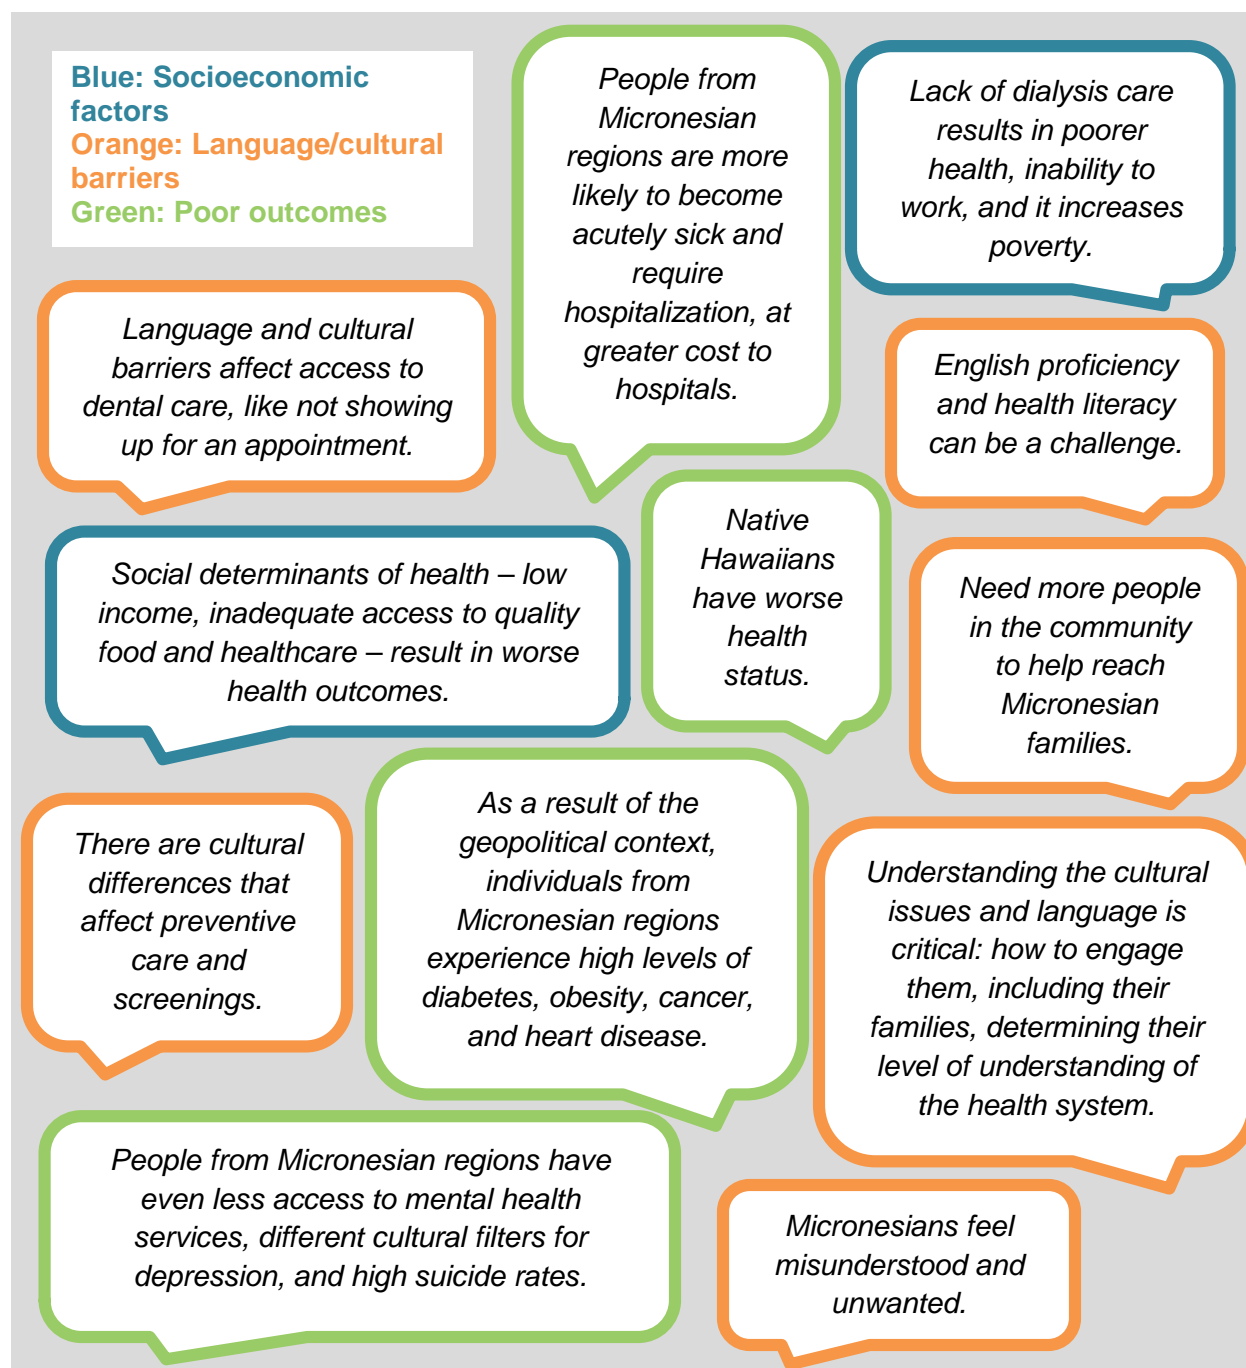 Blue: Socioeconomic
factors
Orange: Language/cultural
barriers
Green: Poor outcomes
People from
Micronesian
regions are more
likely to become
acutely sick and
require
hospitalization, at
greater cost to
hospitals.
Lack of dialysis care
results in poorer
health, inability to
work, and it increases
poverty.
Language and cultural
barriers affect access to
dental care, like not showing
up for an appointment.
English proficiency
and health literacy
can be a challenge.
Social determinants of health – low
income, inadequate access to quality
food and healthcare – result in worse
health outcomes.
Native
Hawaiians
have worse
health
status.
Need more people
in the community
to help reach
Micronesian
families.
There are cultural
differences that
affect preventive
care and
screenings.
As a result of the
geopolitical context,
individuals from
Micronesian regions
experience high levels of
diabetes, obesity, cancer,
and heart disease.
Understanding the cultural
issues and language is
critical: how to engage
them, including their
families, determining their
level of understanding of
the health system.
People from Micronesian regions have
even less access to mental health
services, different cultural filters for
depression, and high suicide rates.
Micronesians feel
misunderstood and
unwanted.